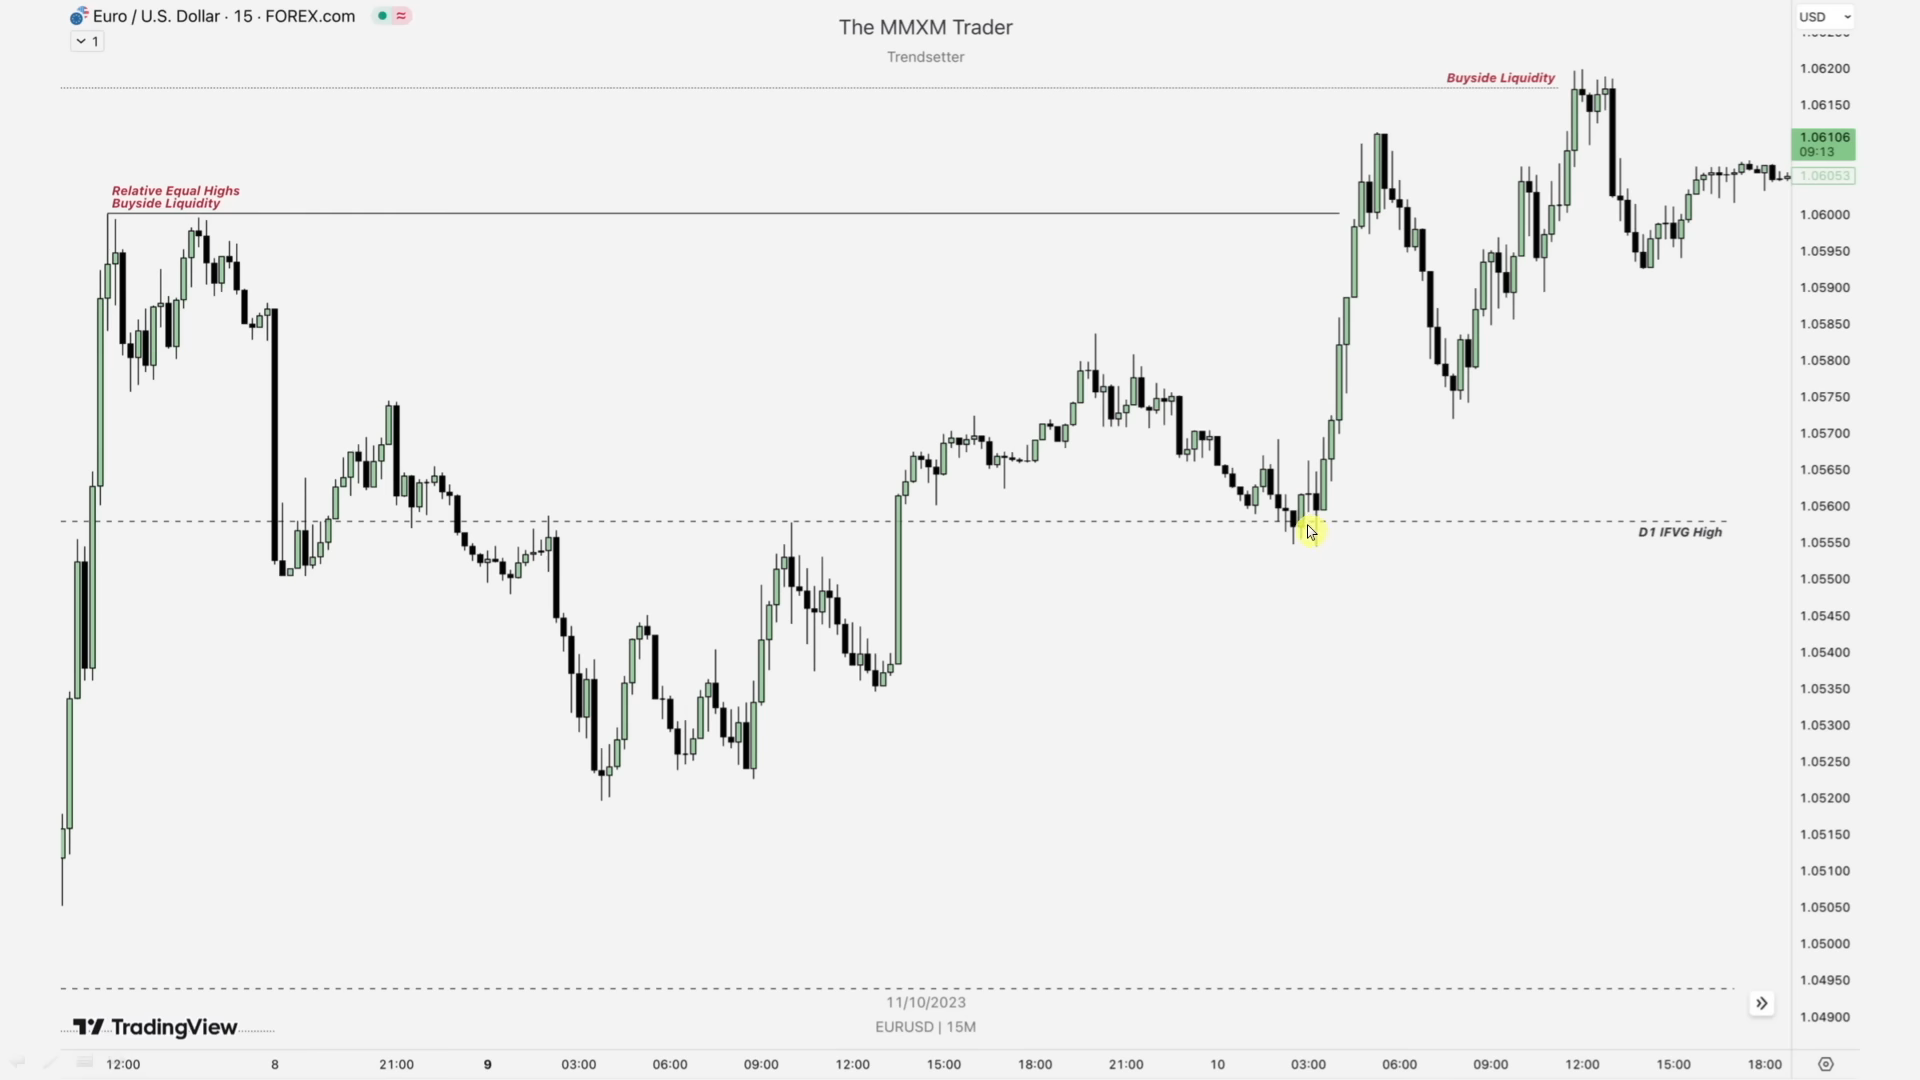 Euro / U.S. Dollar · 15 · FOREX.com
1
The MMXM Trader
Trendsetter
USD
1.06200
Buyside Liquidity
1.06150
1.06106
09:13
1.06053
Relative Equal Highs
Buyside Liquidity
1.06000
1.05950
1.05900
1.05850
1.05800
1.05750
1.05700
1.05650
1.05600
D1 IFVG High
1.05550
1.05500
1.05450
1.05400
1.05350
1.05300
1.05250
1.05200
1.05150
1.05100
1.05050
1.05000
1.04950
1.04900
11/10/2023
EURUSD | 15M
TradingView
12:00 8 21:00 9 03:00 06:00 09:00 12:00 15:00 18:00 21:00 10 03:00 06:00 09:00 12:00 15:00 18:00